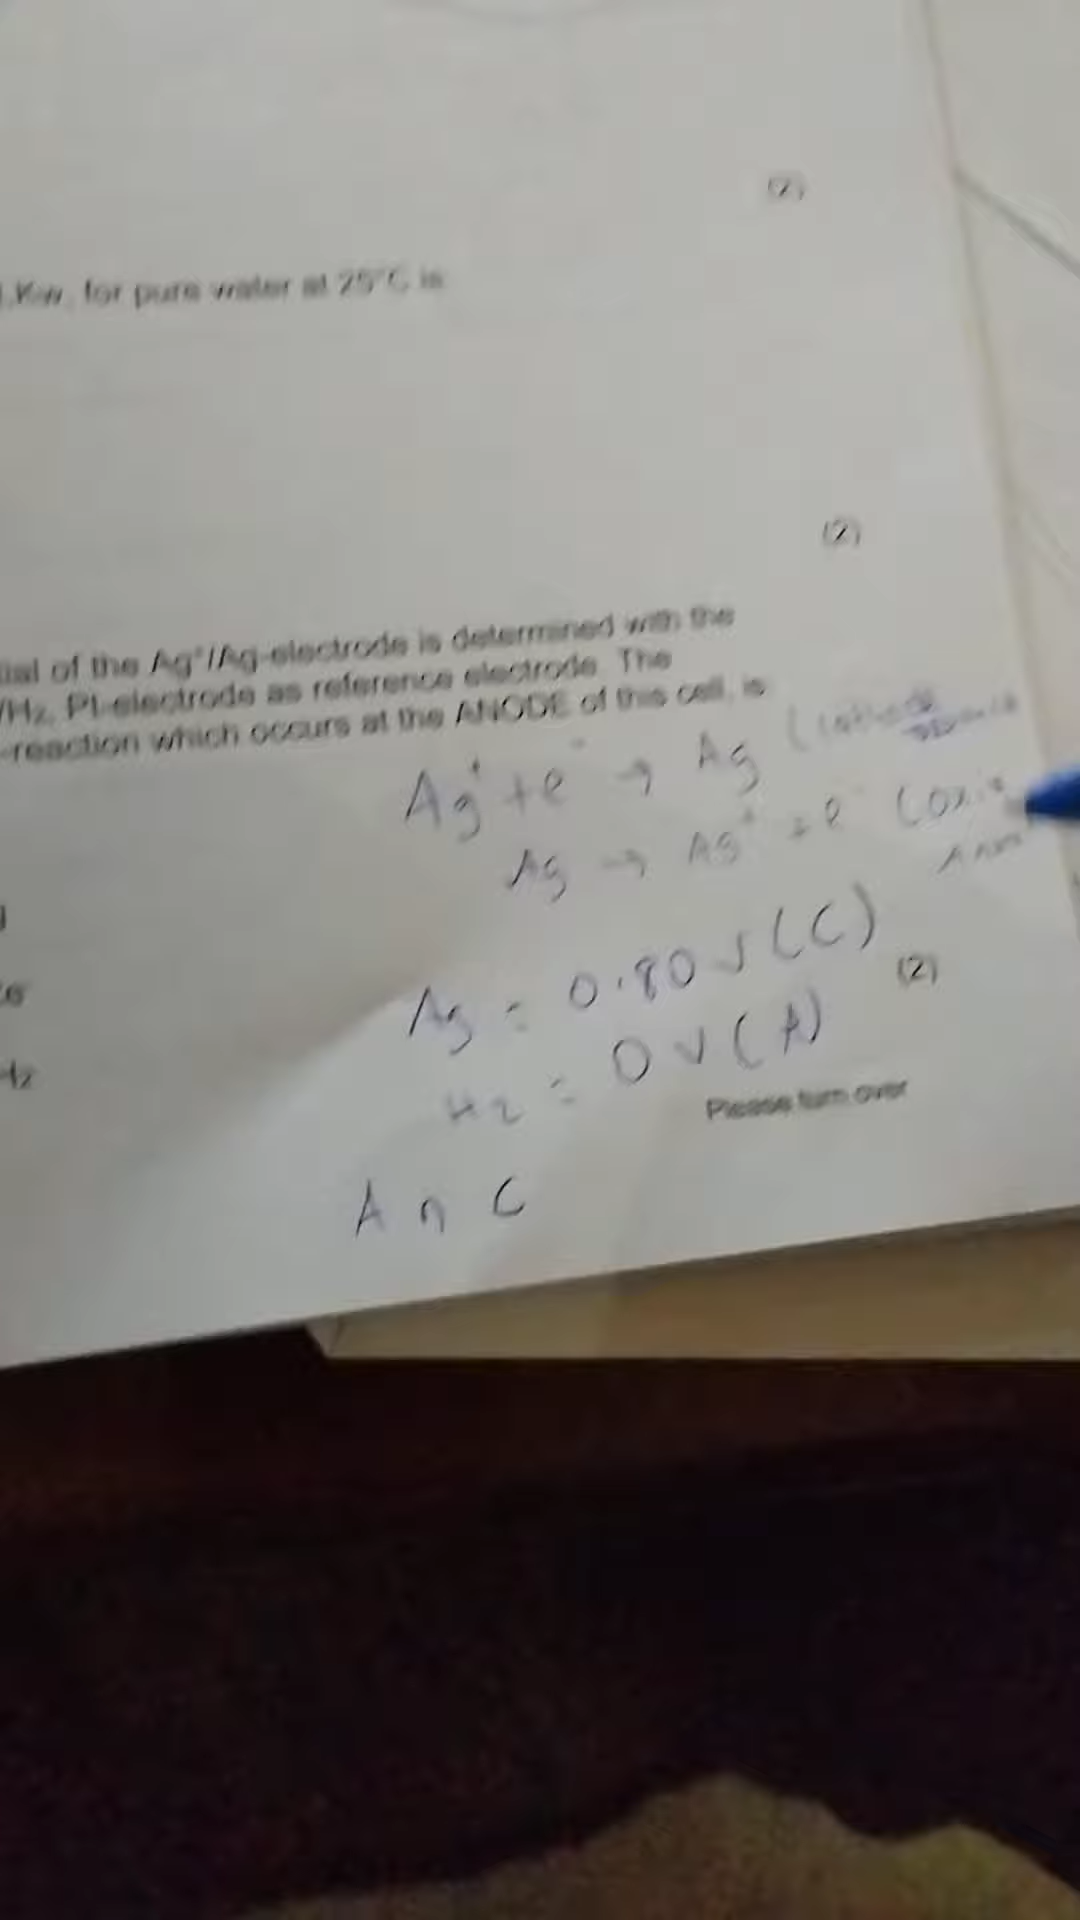 (2)
Kw, for pure water at 25°C is
(2)
ial of the Ag⁺/Ag-electrode is determined with the
/H₂, Pt-electrode as reference electrode. The
-reaction which occurs at the ANODE of this cell, is
Ag⁺ + e⁻ → Ag (
Ag → Ag⁺ + e⁻ (
Ag = 0.80 V (C)
(2)
H2 = 0 V (A)
H₂
Please turn over
A n C